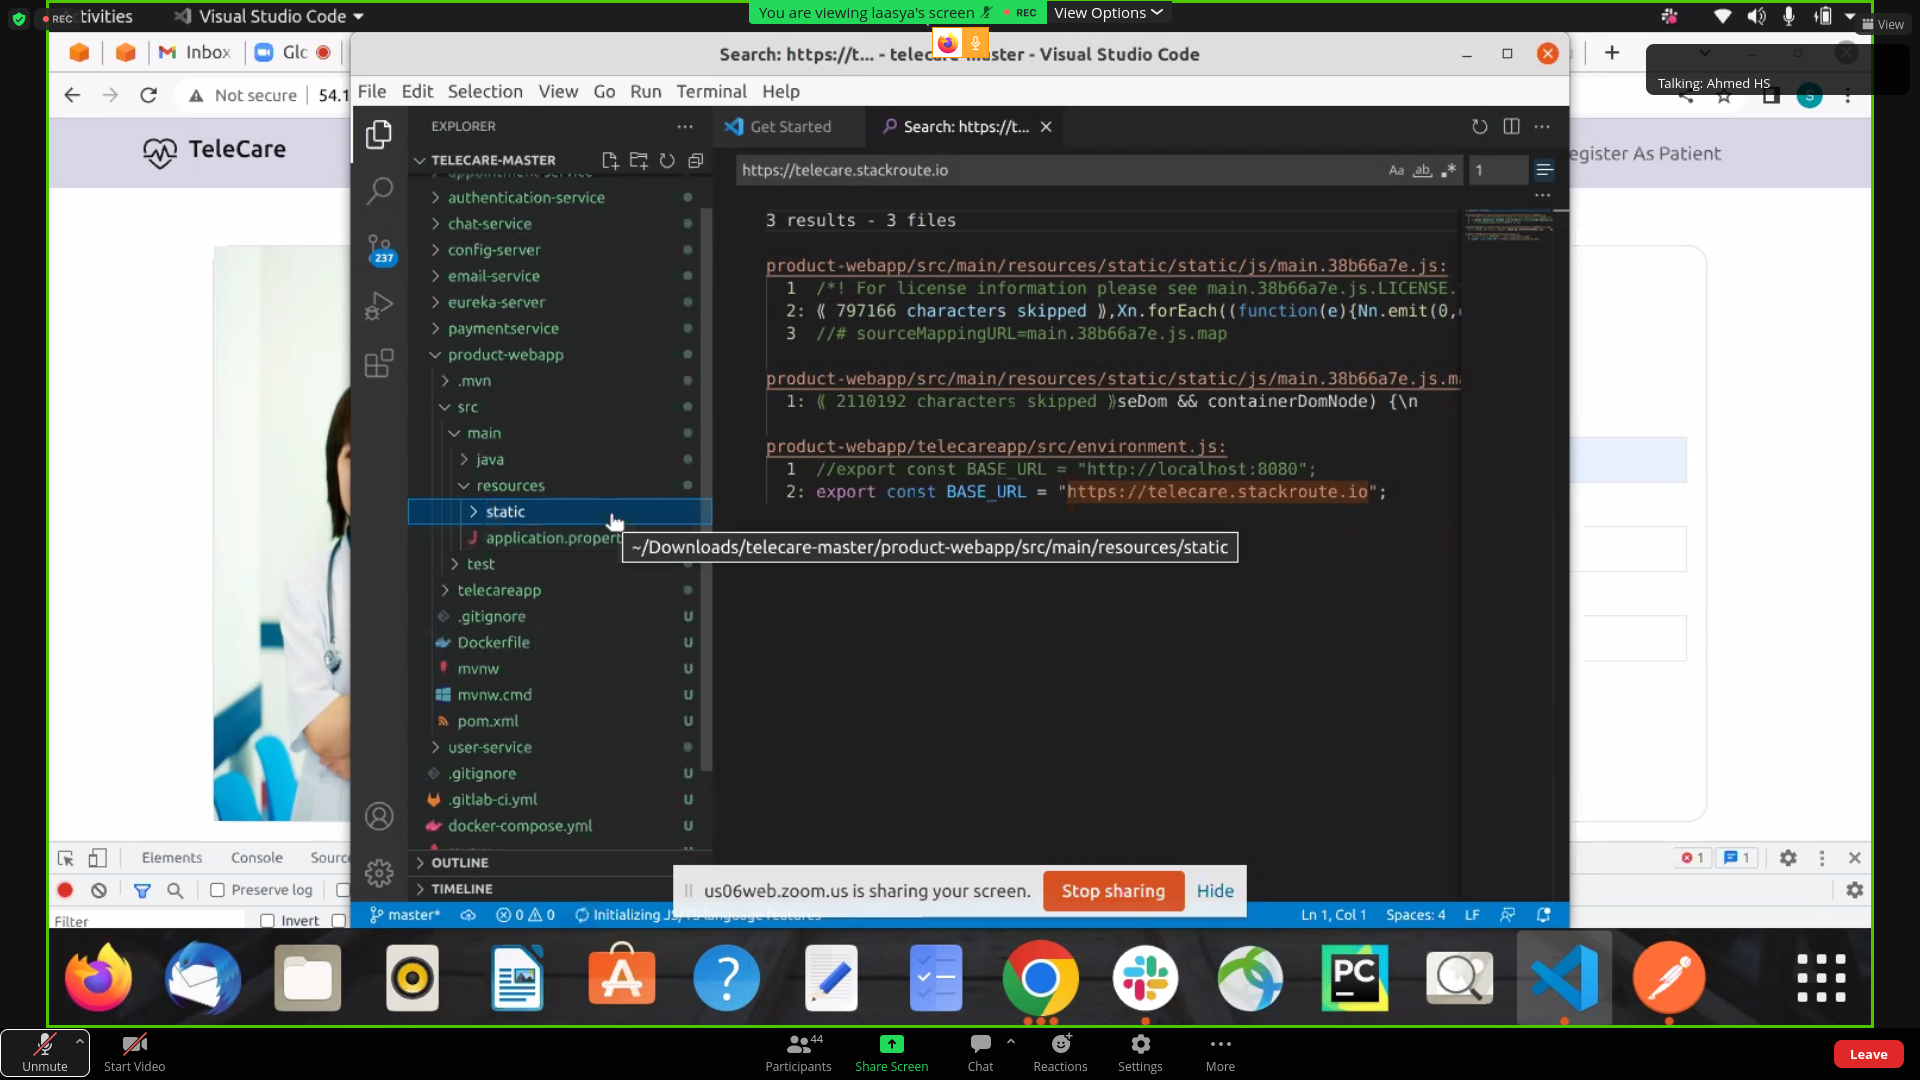 REC
tivities
Visual Studio Code
You are viewing laasya's screen
REC
View Options
View
Inbox
Glc
Search: https://t... - telecare-master - Visual Studio Code
Talking: Ahmed HS
Not secure
54.1
TeleCare
egister As Patient
File Edit Selection View Go Run Terminal Help
EXPLORER
Get Started
Search: https://t...
TELECARE-MASTER
https://telecare.stackroute.io
Aa
ab
1
appointment-service
authentication-service
chat-service
config-server
email-service
eureka-server
paymentservice
product-webapp
.mvn
src
main
java
resources
static
application.propert
test
telecareapp
.gitignore U
Dockerfile U
mvnw U
mvnw.cmd U
pom.xml U
user-service
.gitignore U
.gitlab-ci.yml U
docker-compose.yml U
237
OUTLINE
TIMELINE
3 results - 3 files
product-webapp/src/main/resources/static/static/js/main.38b66a7e.js:
1 /*! For license information please see main.38b66a7e.js.LICENSE.
2: ⟪ 797166 characters skipped ⟫,Xn.forEach((function(e){Nn.emit(0,
3 //# sourceMappingURL=main.38b66a7e.js.map
product-webapp/src/main/resources/static/static/js/main.38b66a7e.js.ma
1: ⟪ 2110192 characters skipped ⟫seDom && containerDomNode) {\n
product-webapp/telecareapp/src/environment.js:
1 //export const BASE_URL = "http://localhost:8080";
2: export const BASE_URL = "https://telecare.stackroute.io";
~/Downloads/telecare-master/product-webapp/src/main/resources/static
Elements Console Sourc
1
1
Preserve log
Filter
Invert
us06web.zoom.us is sharing your screen.
Stop sharing
Hide
master*
0 0
Initializing JS/TS language features
Ln 1, Col 1
Spaces: 4
LF
PC
Unmute
Start Video
44
Participants
Share Screen
Chat
Reactions
Settings
More
Leave